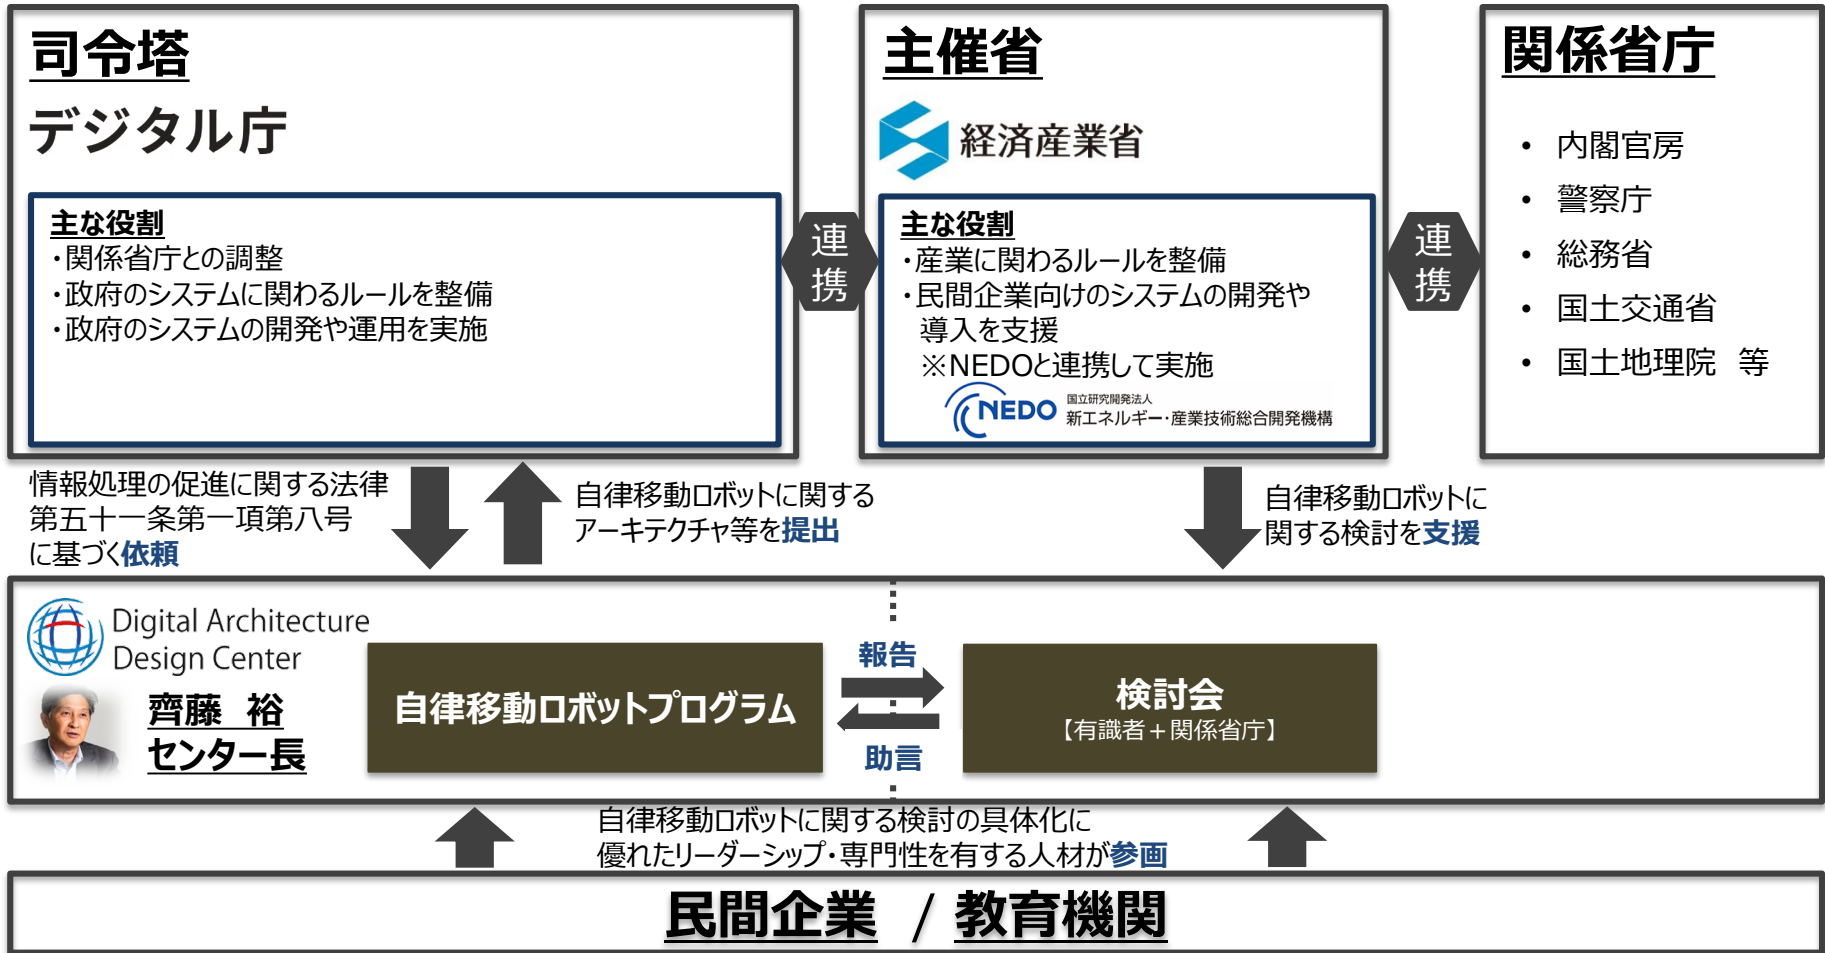 司令塔
デジタル庁
主な役割
・関係省庁との調整
・政府のシステムに関わるルールを整備
・政府のシステムの開発や運用を実施
連
携
主催省
経済産業省
主な役割
・産業に関わるルールを整備
・民間企業向けのシステムの開発や
導入を支援
※NEDOと連携して実施
NEDO
国立研究開発法人
新エネルギー・産業技術総合開発機構
連
携
関係省庁
• 内閣官房
• 警察庁
• 総務省
• 国土交通省
• 国土地理院 等
情報処理の促進に関する法律
第五十一条第一項第八号
に基づく依頼
自律移動ロボットに関する
アーキテクチャ等を提出
自律移動ロボットに
関する検討を支援
Digital Architecture
Design Center
齊藤 裕
センター長
自律移動ロボットプログラム
報告
助言
検討会
【有識者+関係省庁】
自律移動ロボットに関する検討の具体化に
優れたリーダーシップ・専門性を有する人材が参画
民間企業 / 教育機関